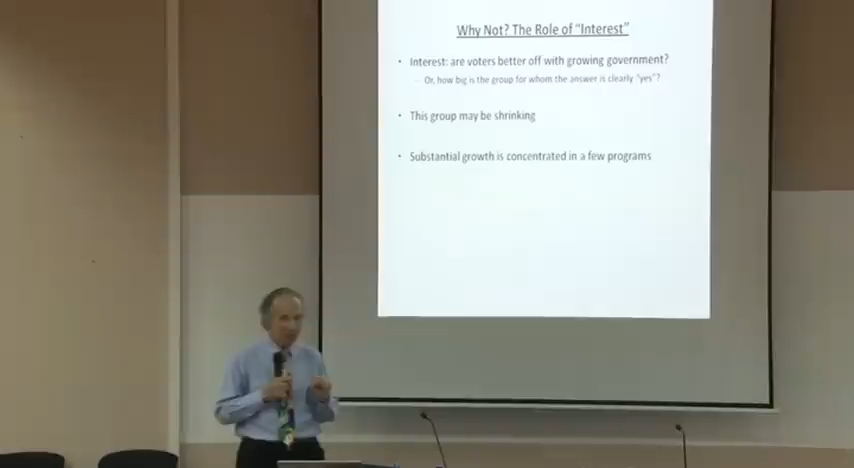 Why Not? The Role of "Interest"
• Interest: are voters better off with growing government?
– Or, how big is the group for whom the answer is clearly "yes"?
• This group may be shrinking
• Substantial growth is concentrated in a few programs